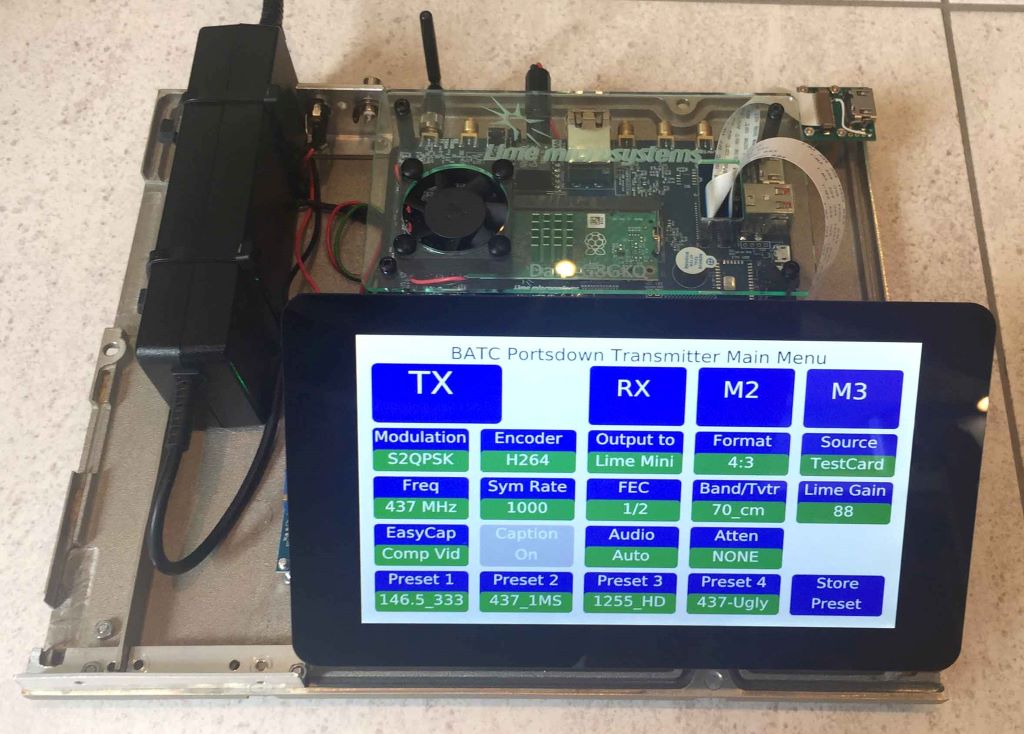 Lime microsystems
BATC Portsdown Transmitter Main Menu
TX
RX
M2
M3
Modulation
S2QPSK
Encoder
H264
Output to
Lime Mini
Format
4:3
Source
TestCard
Freq
437 MHz
Sym Rate
1000
FEC
1/2
Band/Tvtr
70_cm
Lime Gain
88
EasyCap
Comp Vid
Caption
On
Audio
Auto
Atten
NONE
Preset 1
146.5_333
Preset 2
437_1MS
Preset 3
1255_HD
Preset 4
437-Ugly
Store
Preset